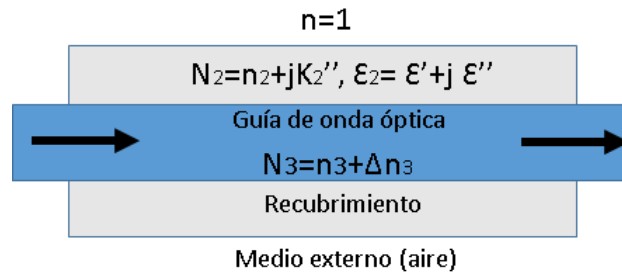 n=1
N₂=n₂+jK₂'', Ɛ₂= Ɛ'+j Ɛ''
Guía de onda óptica
N₃=n₃+Δn₃
Recubrimiento
Medio externo (aire)